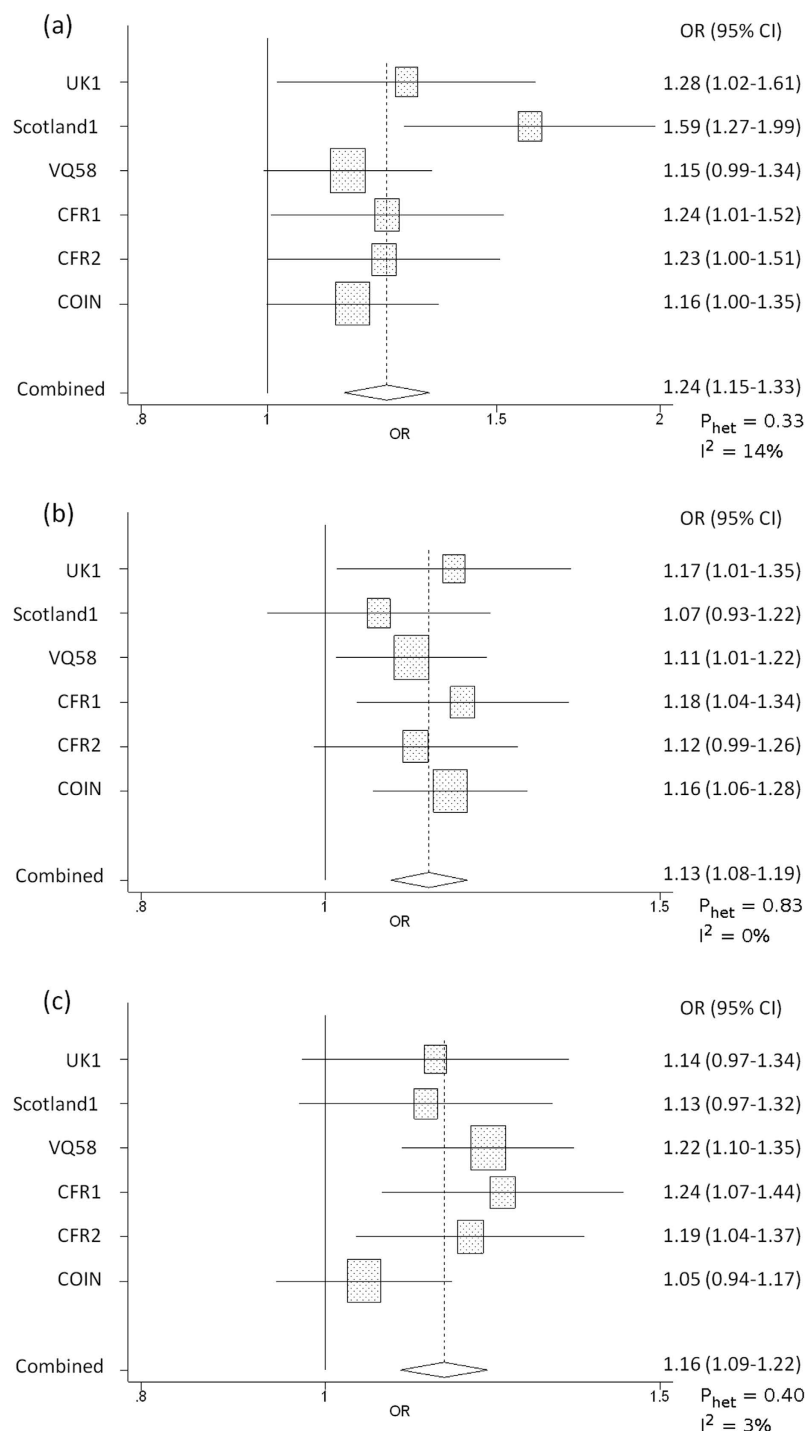 (a)
OR (95% CI)
UK1 1.28 (1.02-1.61)
Scotland1 1.59 (1.27-1.99)
VQ58 1.15 (0.99-1.34)
CFR1 1.24 (1.01-1.52)
CFR2 1.23 (1.00-1.51)
COIN 1.16 (1.00-1.35)
Combined 1.24 (1.15-1.33)
.8 1 1.5 2
OR
Phet = 0.33
I2 = 14%
(b)
OR (95% CI)
UK1 1.17 (1.01-1.35)
Scotland1 1.07 (0.93-1.22)
VQ58 1.11 (1.01-1.22)
CFR1 1.18 (1.04-1.34)
CFR2 1.12 (0.99-1.26)
COIN 1.16 (1.06-1.28)
Combined 1.13 (1.08-1.19)
.8 1 1.5
OR
Phet = 0.83
I2 = 0%
(c)
OR (95% CI)
UK1 1.14 (0.97-1.34)
Scotland1 1.13 (0.97-1.32)
VQ58 1.22 (1.10-1.35)
CFR1 1.24 (1.07-1.44)
CFR2 1.19 (1.04-1.37)
COIN 1.05 (0.94-1.17)
Combined 1.16 (1.09-1.22)
.8 1 1.5
OR
Phet = 0.40
I2 = 3%